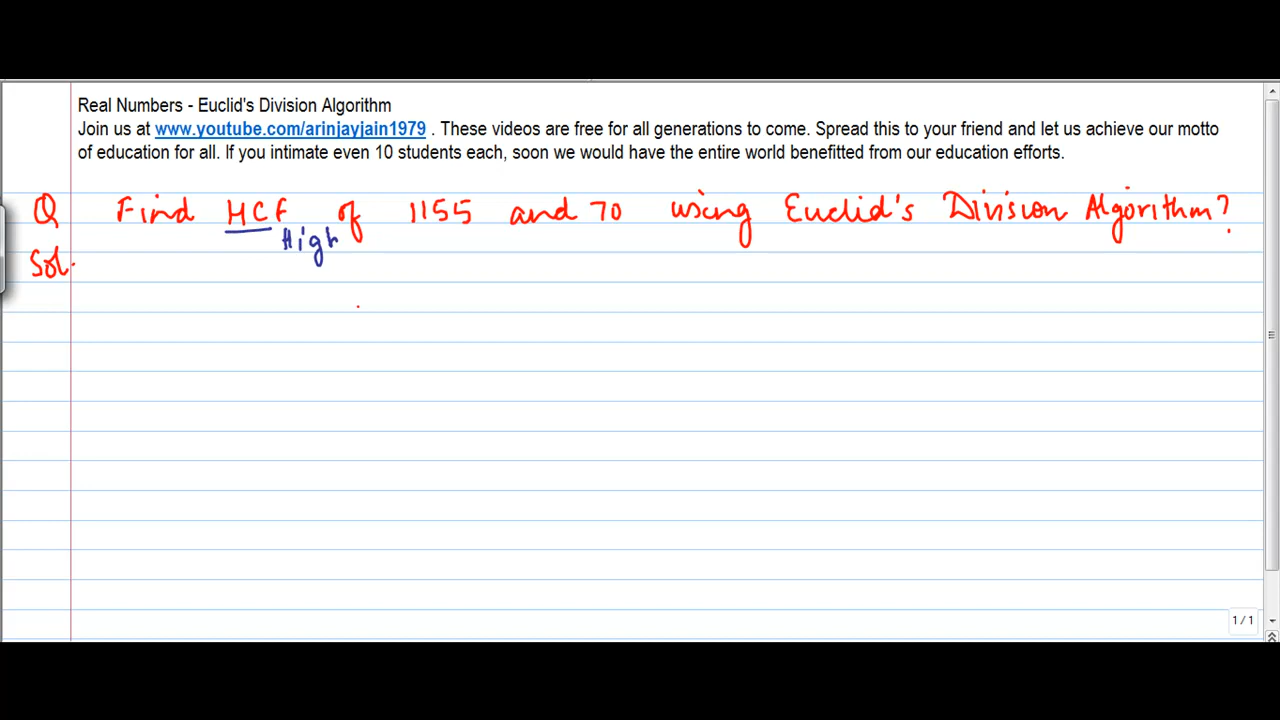 Real Numbers - Euclid's Division Algorithm
Join us at www.youtube.com/arinjayjain1979 . These videos are free for all generations to come. Spread this to your friend and let us achieve our motto
of education for all. If you intimate even 10 students each, soon we would have the entire world benefitted from our education efforts.
Q Find HCF of 1155 and 70 using Euclid's Division Algorithm?
High
Sol.
1 / 1